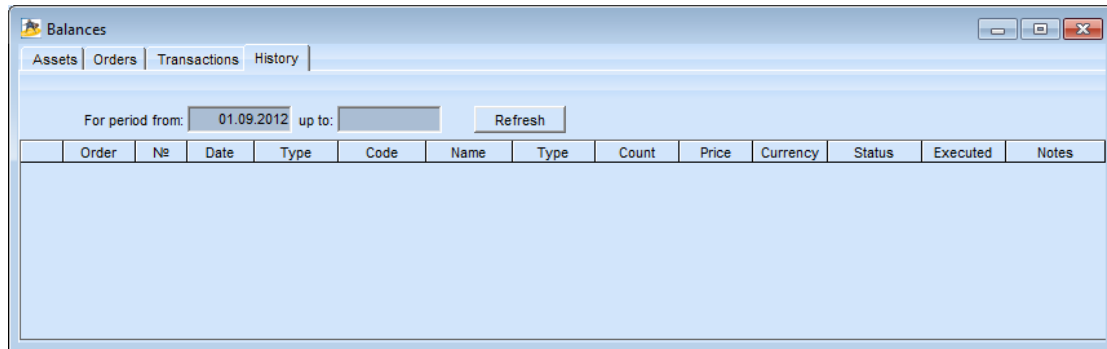 Balances
Assets Orders Transactions History
For period from: 01.09.2012 up to: Refresh
Order № Date Type Code Name Type Count Price Currency Status Executed Notes